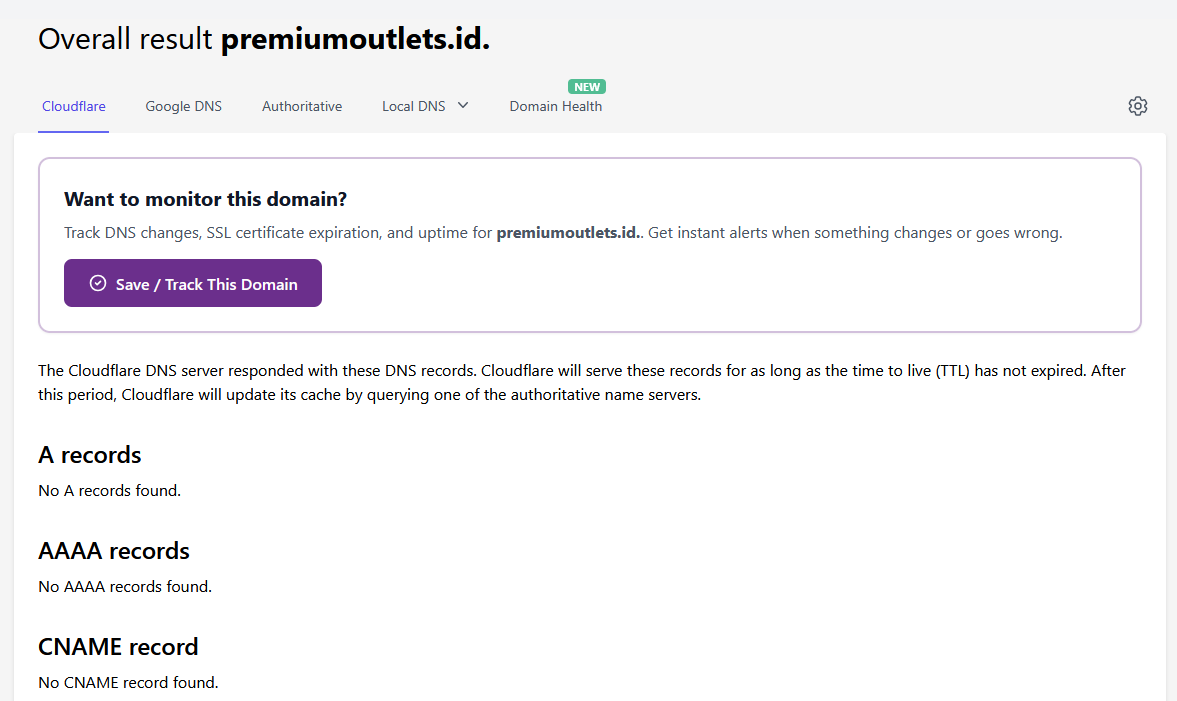 Overall result premiumoutlets.id.
NEW
Cloudflare Google DNS Authoritative Local DNS Domain Health
Want to monitor this domain?
Track DNS changes, SSL certificate expiration, and uptime for premiumoutlets.id.. Get instant alerts when something changes or goes wrong.
Save / Track This Domain
The Cloudflare DNS server responded with these DNS records. Cloudflare will serve these records for as long as the time to live (TTL) has not expired. After
this period, Cloudflare will update its cache by querying one of the authoritative name servers.
A records
No A records found.
AAAA records
No AAAA records found.
CNAME record
No CNAME record found.